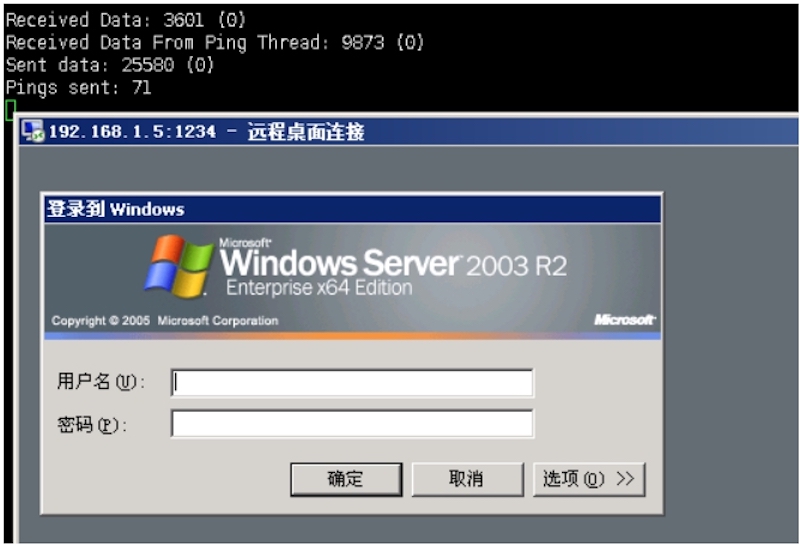 Received Data: 3601 (0)
Received Data From Ping Thread: 9873 (0)
Sent data: 25580 (0)
Pings sent: 71
192.168.1.5:1234 - 远程桌面连接
登录到 Windows
Microsoft
Windows Server 2003 R2
Enterprise x64 Edition
Copyright © 2005 Microsoft Corporation
Microsoft
用户名(U):
密码(P):
确定
取消
选项(O) >>